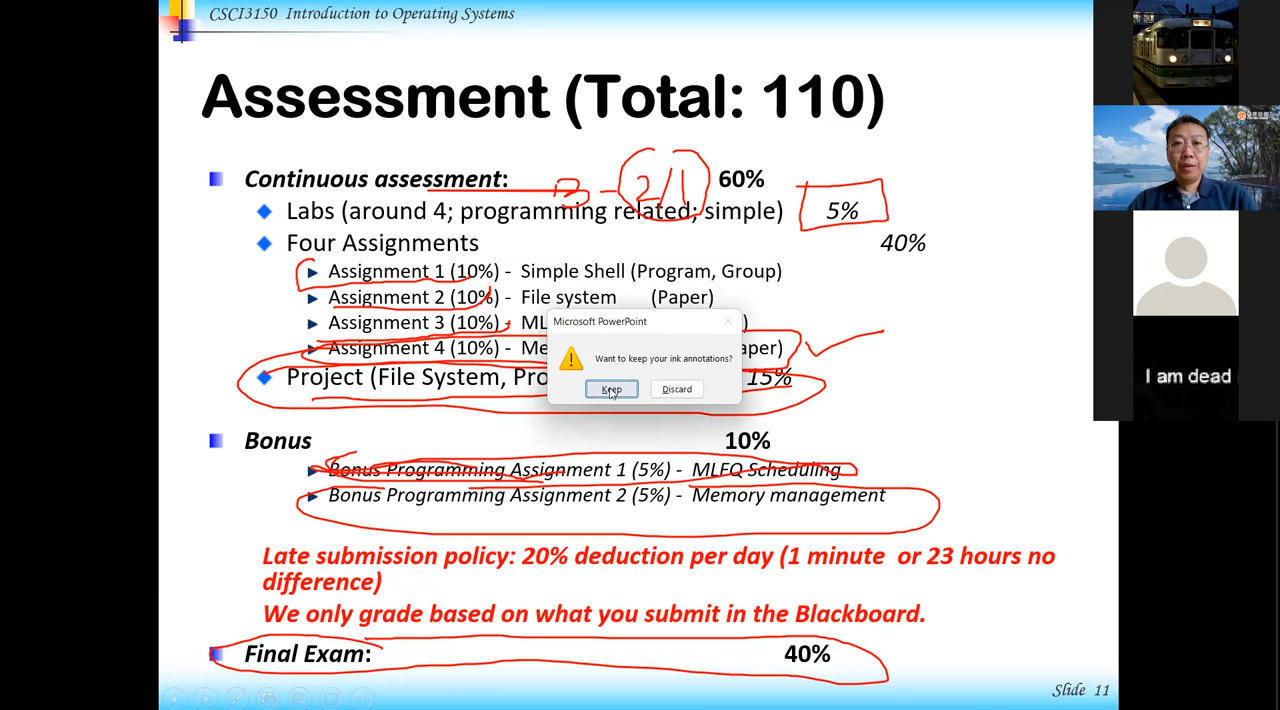 CSCI3150 Introduction to Operating Systems
Assessment (Total: 110)
Continuous assessment: 60%
B - 2/1
Labs (around 4; programming related; simple) 5%
Four Assignments 40%
Assignment 1 (10%) - Simple Shell (Program, Group)
Assignment 2 (10%) - File system (Paper)
Assignment 3 (10%) - ML )
Assignment 4 (10%) - Me aper)
Project (File System, Pro 15%
Microsoft PowerPoint
Want to keep your ink annotations?
Keep Discard
Bonus 10%
Bonus Programming Assignment 1 (5%) - MLFQ Scheduling
Bonus Programming Assignment 2 (5%) - Memory management
Late submission policy: 20% deduction per day (1 minute or 23 hours no
difference)
We only grade based on what you submit in the Blackboard.
Final Exam: 40%
Slide 11
I am dead